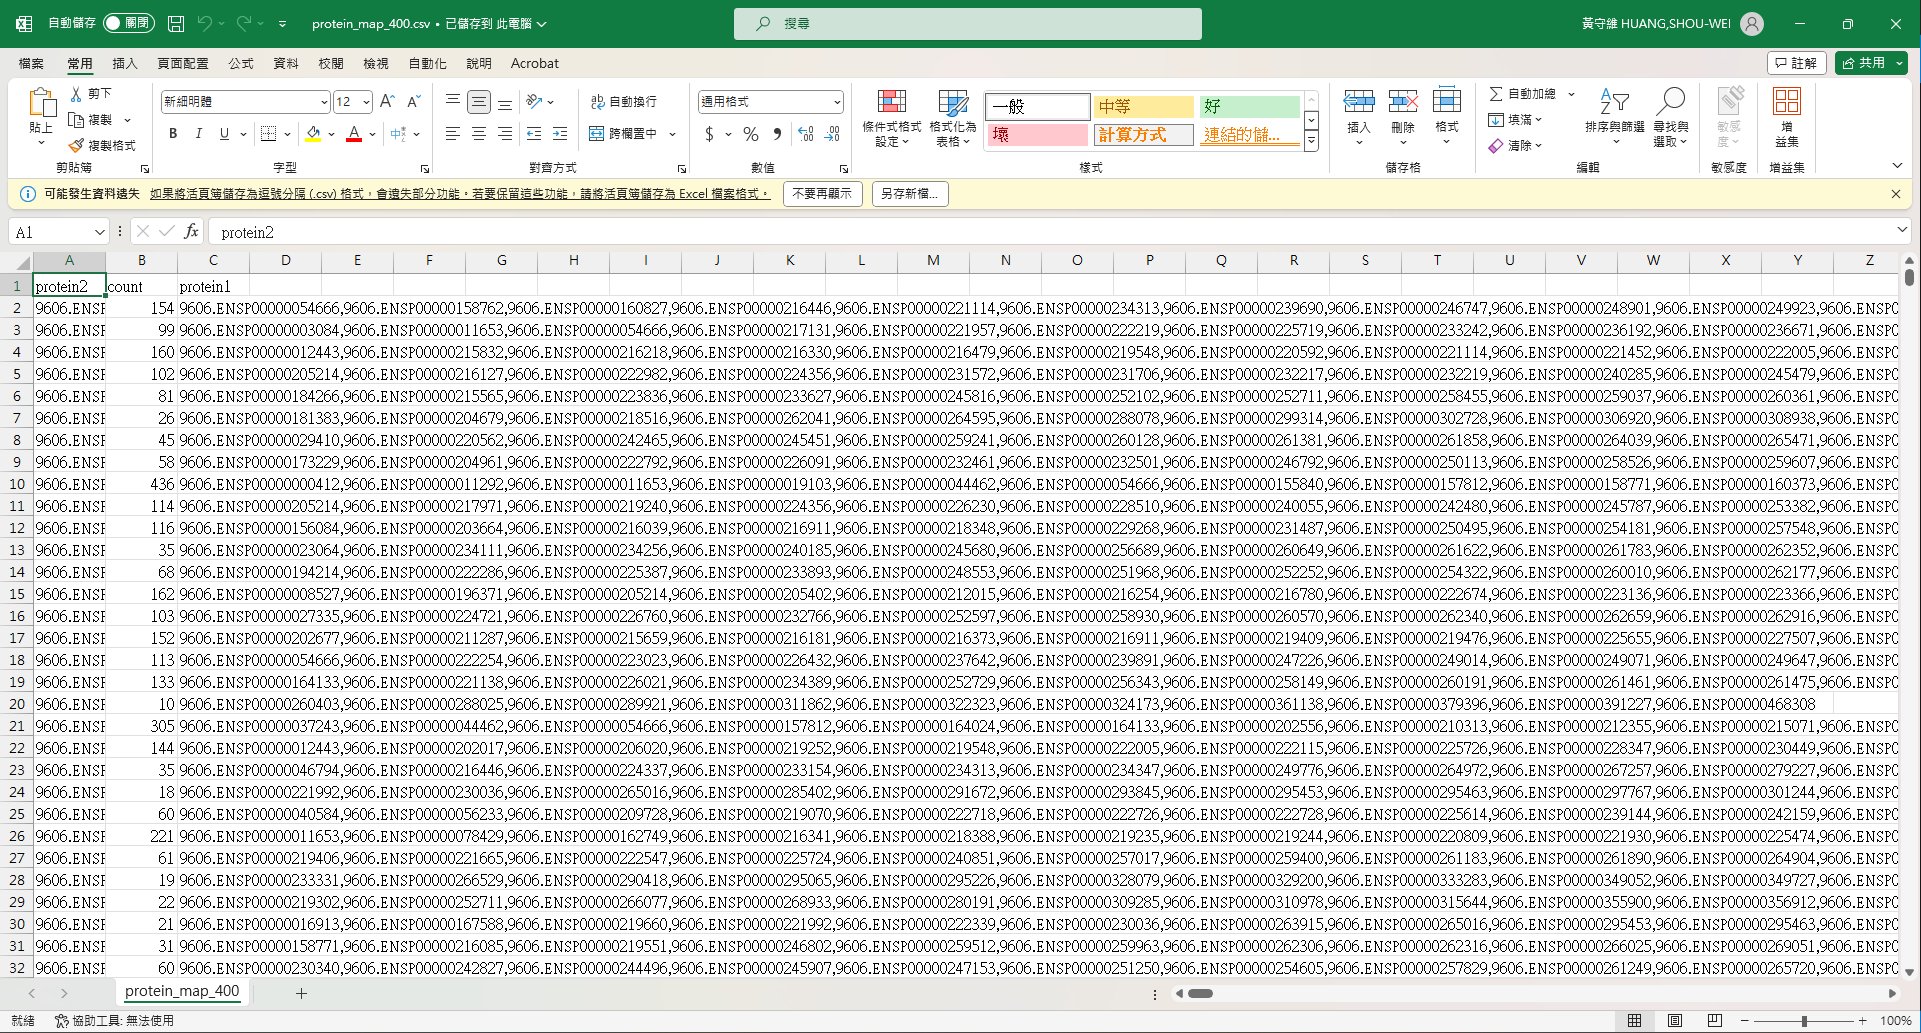 自動儲存 關閉 protein_map_400.csv • 已儲存到 此電腦 搜尋 黃守維 HUANG,SHOU-WEI
檔案 常用 插入 頁面配置 公式 資料 校閱 檢視 自動化 說明 Acrobat 註解 共用
貼上 剪下 複製 複製格式 剪貼簿
新細明體 12 B I U 字型
自動換行 跨欄置中 對齊方式
通用格式 $ % 數值
條件式格式設定 格式化為表格 一般 中等 好 壞 計算方式 連結的儲... 樣式
插入 刪除 格式 儲存格
自動加總 填滿 清除 排序與篩選 尋找與選取 編輯
敏感度 敏感度 增益集 增益集
可能發生資料遺失 如果將活頁簿儲存為逗號分隔 (.csv) 格式，會遺失部分功能。若要保留這些功能，請將活頁簿儲存為 Excel 檔案格式。 不要再顯示 另存新檔...
A1 fx protein2
A B C D E F G H I J K L M N O P Q R S T U V W X Y Z
1 protein2 count protein1
2 9606.ENSP 154 9606.ENSP00000054666,9606.ENSP00000158762,9606.ENSP00000160827,9606.ENSP00000216446,9606.ENSP00000221114,9606.ENSP00000234313,9606.ENSP00000239690,9606.ENSP00000246747,9606.ENSP00000248901,9606.ENSP00000249923,9606.ENSP0
3 9606.ENSP 99 9606.ENSP00000003084,9606.ENSP00000011653,9606.ENSP00000054666,9606.ENSP00000217131,9606.ENSP00000221957,9606.ENSP00000222219,9606.ENSP00000225719,9606.ENSP00000233242,9606.ENSP00000236192,9606.ENSP00000236671,9606.ENSP0
4 9606.ENSP 160 9606.ENSP00000012443,9606.ENSP00000215832,9606.ENSP00000216218,9606.ENSP00000216330,9606.ENSP00000216479,9606.ENSP00000219548,9606.ENSP00000220592,9606.ENSP00000221114,9606.ENSP00000221452,9606.ENSP00000222005,9606.ENSP0
5 9606.ENSP 102 9606.ENSP00000205214,9606.ENSP00000216127,9606.ENSP00000222982,9606.ENSP00000224356,9606.ENSP00000231572,9606.ENSP00000231706,9606.ENSP00000232217,9606.ENSP00000232219,9606.ENSP00000240285,9606.ENSP00000245479,9606.ENSP0
6 9606.ENSP 81 9606.ENSP00000184266,9606.ENSP00000215565,9606.ENSP00000223836,9606.ENSP00000233627,9606.ENSP00000245816,9606.ENSP00000252102,9606.ENSP00000252711,9606.ENSP00000258455,9606.ENSP00000259037,9606.ENSP00000260361,9606.ENSP0
7 9606.ENSP 26 9606.ENSP00000181383,9606.ENSP00000204679,9606.ENSP00000218516,9606.ENSP00000262041,9606.ENSP00000264595,9606.ENSP00000288078,9606.ENSP00000299314,9606.ENSP00000302728,9606.ENSP00000306920,9606.ENSP00000308938,9606.ENSP0
8 9606.ENSP 45 9606.ENSP00000029410,9606.ENSP00000220562,9606.ENSP00000242465,9606.ENSP00000245451,9606.ENSP00000259241,9606.ENSP00000260128,9606.ENSP00000261381,9606.ENSP00000261858,9606.ENSP00000264039,9606.ENSP00000265471,9606.ENSP0
9 9606.ENSP 58 9606.ENSP00000173229,9606.ENSP00000204961,9606.ENSP00000222792,9606.ENSP00000226091,9606.ENSP00000232461,9606.ENSP00000232501,9606.ENSP00000246792,9606.ENSP00000250113,9606.ENSP00000258526,9606.ENSP00000259607,9606.ENSP0
10 9606.ENSP 436 9606.ENSP00000000412,9606.ENSP00000011292,9606.ENSP00000011653,9606.ENSP00000019103,9606.ENSP00000044462,9606.ENSP00000054666,9606.ENSP00000155840,9606.ENSP00000157812,9606.ENSP00000158771,9606.ENSP00000160373,9606.ENSP0
11 9606.ENSP 114 9606.ENSP00000205214,9606.ENSP00000217971,9606.ENSP00000219240,9606.ENSP00000224356,9606.ENSP00000226230,9606.ENSP00000228510,9606.ENSP00000240055,9606.ENSP00000242480,9606.ENSP00000245787,9606.ENSP00000253382,9606.ENSP0
12 9606.ENSP 116 9606.ENSP00000156084,9606.ENSP00000203664,9606.ENSP00000216039,9606.ENSP00000216911,9606.ENSP00000218348,9606.ENSP00000229268,9606.ENSP00000231487,9606.ENSP00000250495,9606.ENSP00000254181,9606.ENSP00000257548,9606.ENSP0
13 9606.ENSP 35 9606.ENSP00000023064,9606.ENSP00000234111,9606.ENSP00000234256,9606.ENSP00000240185,9606.ENSP00000245680,9606.ENSP00000256689,9606.ENSP00000260649,9606.ENSP00000261622,9606.ENSP00000261783,9606.ENSP00000262352,9606.ENSP0
14 9606.ENSP 68 9606.ENSP00000194214,9606.ENSP00000222286,9606.ENSP00000225387,9606.ENSP00000233893,9606.ENSP00000248553,9606.ENSP00000251968,9606.ENSP00000252252,9606.ENSP00000254322,9606.ENSP00000260010,9606.ENSP00000262177,9606.ENSP0
15 9606.ENSP 162 9606.ENSP00000008527,9606.ENSP00000196371,9606.ENSP00000205214,9606.ENSP00000205402,9606.ENSP00000212015,9606.ENSP00000216254,9606.ENSP00000216780,9606.ENSP00000222674,9606.ENSP00000223136,9606.ENSP00000223366,9606.ENSP0
16 9606.ENSP 103 9606.ENSP00000027335,9606.ENSP00000224721,9606.ENSP00000226760,9606.ENSP00000232766,9606.ENSP00000252597,9606.ENSP00000258930,9606.ENSP00000260570,9606.ENSP00000262340,9606.ENSP00000262659,9606.ENSP00000262916,9606.ENSP0
17 9606.ENSP 152 9606.ENSP00000202677,9606.ENSP00000211287,9606.ENSP00000215659,9606.ENSP00000216181,9606.ENSP00000216373,9606.ENSP00000216911,9606.ENSP00000219409,9606.ENSP00000219476,9606.ENSP00000225655,9606.ENSP00000227507,9606.ENSP0
18 9606.ENSP 113 9606.ENSP00000054666,9606.ENSP00000222254,9606.ENSP00000223023,9606.ENSP00000226432,9606.ENSP00000237642,9606.ENSP00000239891,9606.ENSP00000247226,9606.ENSP00000249014,9606.ENSP00000249071,9606.ENSP00000249647,9606.ENSP0
19 9606.ENSP 133 9606.ENSP00000164133,9606.ENSP00000221138,9606.ENSP00000226021,9606.ENSP00000234389,9606.ENSP00000252729,9606.ENSP00000256343,9606.ENSP00000258149,9606.ENSP00000260191,9606.ENSP00000261461,9606.ENSP00000261475,9606.ENSP0
20 9606.ENSP 10 9606.ENSP00000260403,9606.ENSP00000288025,9606.ENSP00000289921,9606.ENSP00000311862,9606.ENSP00000322323,9606.ENSP00000324173,9606.ENSP00000361138,9606.ENSP00000379396,9606.ENSP00000391227,9606.ENSP00000468308
21 9606.ENSP 305 9606.ENSP00000037243,9606.ENSP00000044462,9606.ENSP00000054666,9606.ENSP00000157812,9606.ENSP00000164024,9606.ENSP00000164133,9606.ENSP00000202556,9606.ENSP00000210313,9606.ENSP00000212355,9606.ENSP00000215071,9606.ENSP0
22 9606.ENSP 144 9606.ENSP00000012443,9606.ENSP00000202017,9606.ENSP00000206020,9606.ENSP00000219252,9606.ENSP00000219548,9606.ENSP00000222005,9606.ENSP00000222115,9606.ENSP00000225726,9606.ENSP00000228347,9606.ENSP00000230449,9606.ENSP0
23 9606.ENSP 35 9606.ENSP00000046794,9606.ENSP00000216446,9606.ENSP00000224337,9606.ENSP00000233154,9606.ENSP00000234313,9606.ENSP00000234347,9606.ENSP00000249776,9606.ENSP00000264972,9606.ENSP00000267257,9606.ENSP00000279227,9606.ENSP0
24 9606.ENSP 18 9606.ENSP00000221992,9606.ENSP00000230036,9606.ENSP00000265016,9606.ENSP00000285402,9606.ENSP00000291672,9606.ENSP00000293845,9606.ENSP00000295453,9606.ENSP00000295463,9606.ENSP00000297767,9606.ENSP00000301244,9606.ENSP0
25 9606.ENSP 60 9606.ENSP00000040584,9606.ENSP00000056233,9606.ENSP00000209728,9606.ENSP00000219070,9606.ENSP00000222718,9606.ENSP00000222726,9606.ENSP00000222728,9606.ENSP00000225614,9606.ENSP00000239144,9606.ENSP00000242159,9606.ENSP0
26 9606.ENSP 221 9606.ENSP00000011653,9606.ENSP00000078429,9606.ENSP00000162749,9606.ENSP00000216341,9606.ENSP00000218388,9606.ENSP00000219235,9606.ENSP00000219244,9606.ENSP00000220809,9606.ENSP00000221930,9606.ENSP00000225474,9606.ENSP0
27 9606.ENSP 61 9606.ENSP00000219406,9606.ENSP00000221665,9606.ENSP00000222547,9606.ENSP00000225724,9606.ENSP00000240851,9606.ENSP00000257017,9606.ENSP00000259400,9606.ENSP00000261183,9606.ENSP00000261890,9606.ENSP00000264904,9606.ENSP0
28 9606.ENSP 19 9606.ENSP00000233331,9606.ENSP00000266529,9606.ENSP00000290418,9606.ENSP00000295065,9606.ENSP00000295226,9606.ENSP00000328079,9606.ENSP00000329200,9606.ENSP00000333283,9606.ENSP00000349052,9606.ENSP00000349727,9606.ENSP0
29 9606.ENSP 22 9606.ENSP00000219302,9606.ENSP00000252711,9606.ENSP00000266077,9606.ENSP00000268933,9606.ENSP00000280191,9606.ENSP00000309285,9606.ENSP00000310978,9606.ENSP00000315644,9606.ENSP00000355900,9606.ENSP00000356912,9606.ENSP0
30 9606.ENSP 21 9606.ENSP00000016913,9606.ENSP00000167588,9606.ENSP00000219660,9606.ENSP00000221992,9606.ENSP00000222339,9606.ENSP00000230036,9606.ENSP00000263915,9606.ENSP00000265016,9606.ENSP00000295453,9606.ENSP00000295463,9606.ENSP0
31 9606.ENSP 31 9606.ENSP00000158771,9606.ENSP00000216085,9606.ENSP00000219551,9606.ENSP00000246802,9606.ENSP00000259512,9606.ENSP00000259963,9606.ENSP00000262306,9606.ENSP00000262316,9606.ENSP00000266025,9606.ENSP00000269051,9606.ENSP0
32 9606.ENSP 60 9606.ENSP00000230340,9606.ENSP00000242827,9606.ENSP00000244496,9606.ENSP00000245907,9606.ENSP00000247153,9606.ENSP00000251250,9606.ENSP00000254605,9606.ENSP00000257829,9606.ENSP00000261249,9606.ENSP00000265720,9606.ENSP0
protein_map_400
就緒 協助工具: 無法使用 100%